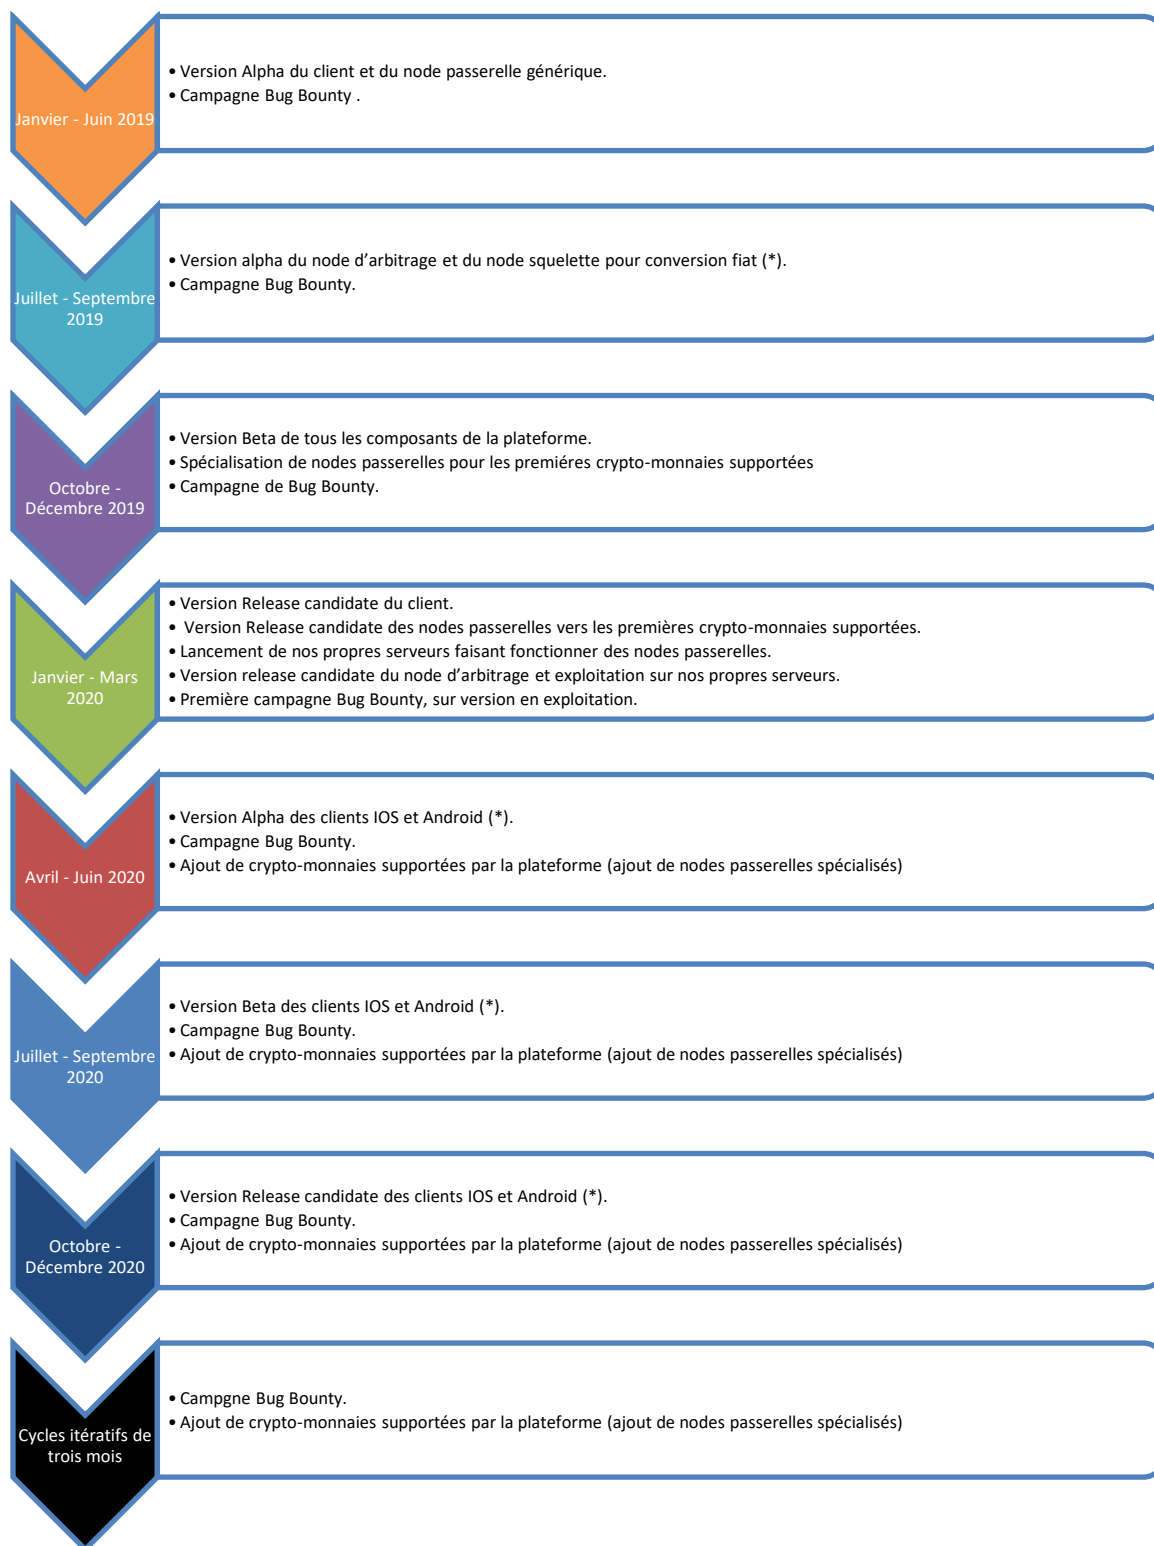 Janvier - Juin 2019
• Version Alpha du client et du node passerelle générique.
• Campagne Bug Bounty .
Juillet - Septembre
2019
• Version alpha du node d’arbitrage et du node squelette pour conversion fiat (*).
• Campagne Bug Bounty.
Octobre -
Décembre 2019
• Version Beta de tous les composants de la plateforme.
• Spécialisation de nodes passerelles pour les premiéres crypto-monnaies supportées
• Campagne de Bug Bounty.
Janvier - Mars
2020
• Version Release candidate du client.
• Version Release candidate des nodes passerelles vers les premières crypto-monnaies supportées.
• Lancement de nos propres serveurs faisant fonctionner des nodes passerelles.
• Version release candidate du node d’arbitrage et exploitation sur nos propres serveurs.
• Première campagne Bug Bounty, sur version en exploitation.
Avril - Juin 2020
• Version Alpha des clients IOS et Android (*).
• Campagne Bug Bounty.
• Ajout de crypto-monnaies supportées par la plateforme (ajout de nodes passerelles spécialisés)
Juillet - Septembre
2020
• Version Beta des clients IOS et Android (*).
• Campagne Bug Bounty.
• Ajout de crypto-monnaies supportées par la plateforme (ajout de nodes passerelles spécialisés)
Octobre -
Décembre 2020
• Version Release candidate des clients IOS et Android (*).
• Campagne Bug Bounty.
• Ajout de crypto-monnaies supportées par la plateforme (ajout de nodes passerelles spécialisés)
Cycles itératifs de
trois mois
• Campgne Bug Bounty.
• Ajout de crypto-monnaies supportées par la plateforme (ajout de nodes passerelles spécialisés)